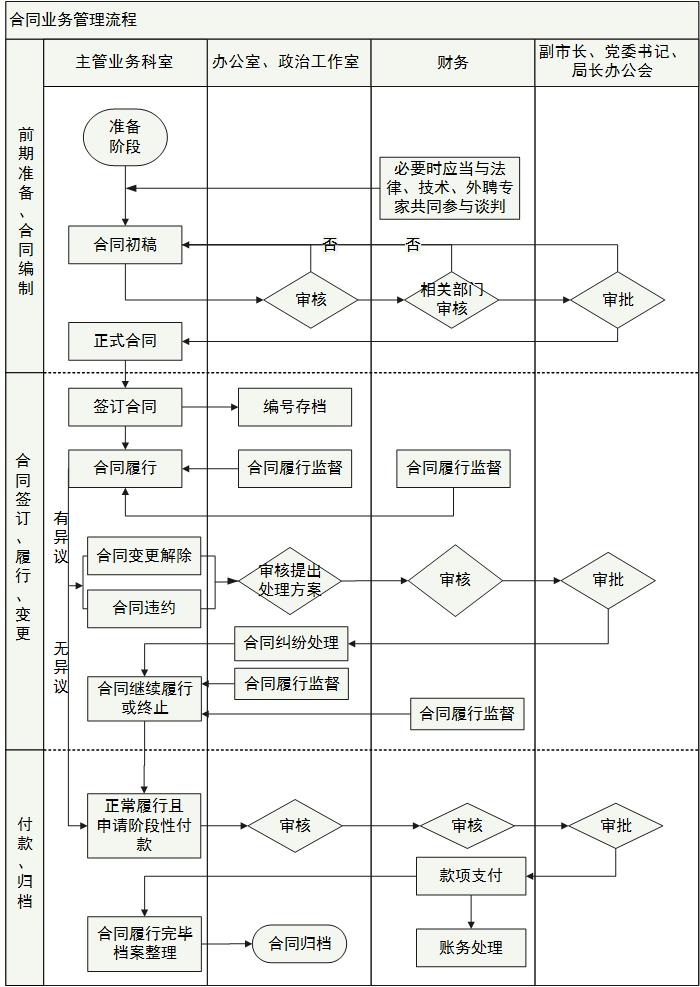 合同业务管理流程
主管业务科室
办公室、政治工作室
财务
副市长、党委书记、
局长办公会
前期准备、合同编制
准备
阶段
必要时应当与法
律、技术、外聘专
家共同参与谈判
合同初稿
否
否
审核
相关部门
审核
审批
正式合同
合同签订、履行、变更
签订合同
编号存档
合同履行
合同履行监督
合同履行监督
有异议
合同变更解除
合同违约
审核提出
处理方案
审核
审批
合同纠纷处理
无异议
合同继续履行
或终止
合同履行监督
合同履行监督
付款、归档
正常履行且
申请阶段性付
款
审核
审核
审批
款项支付
合同履行完毕
档案整理
合同归档
账务处理